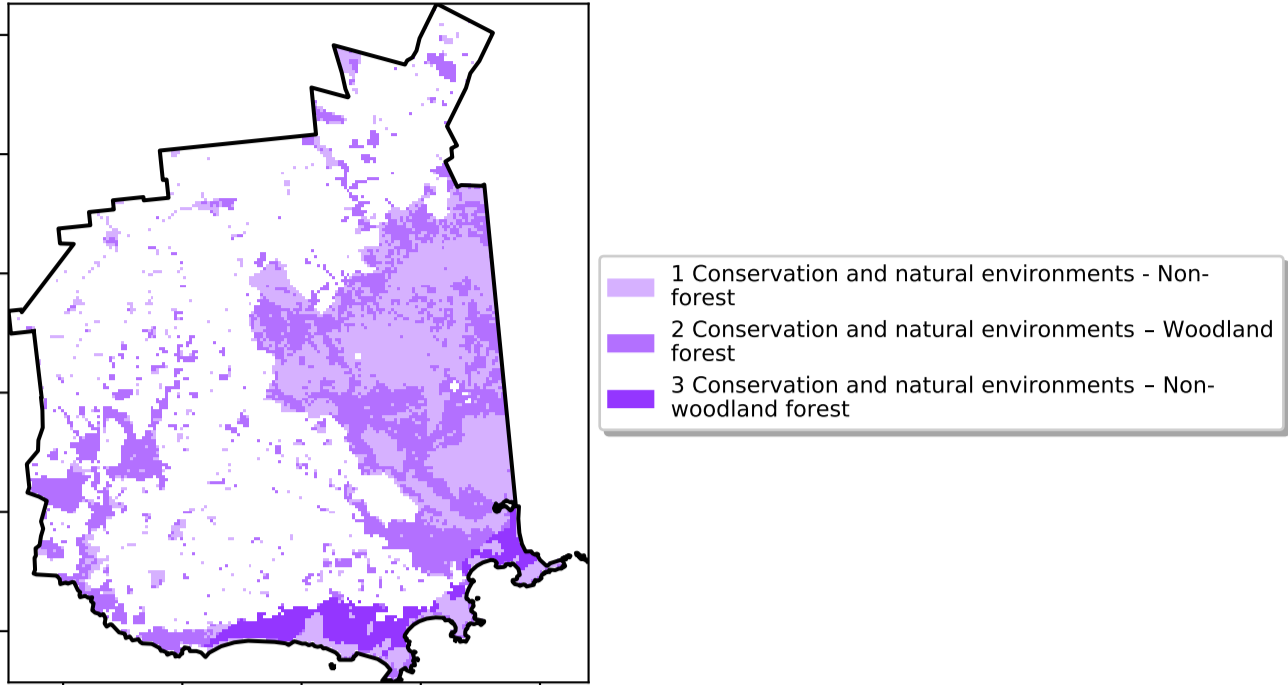 1 Conservation and natural environments - Non-
forest
2 Conservation and natural environments – Woodland
forest
3 Conservation and natural environments – Non-
woodland forest